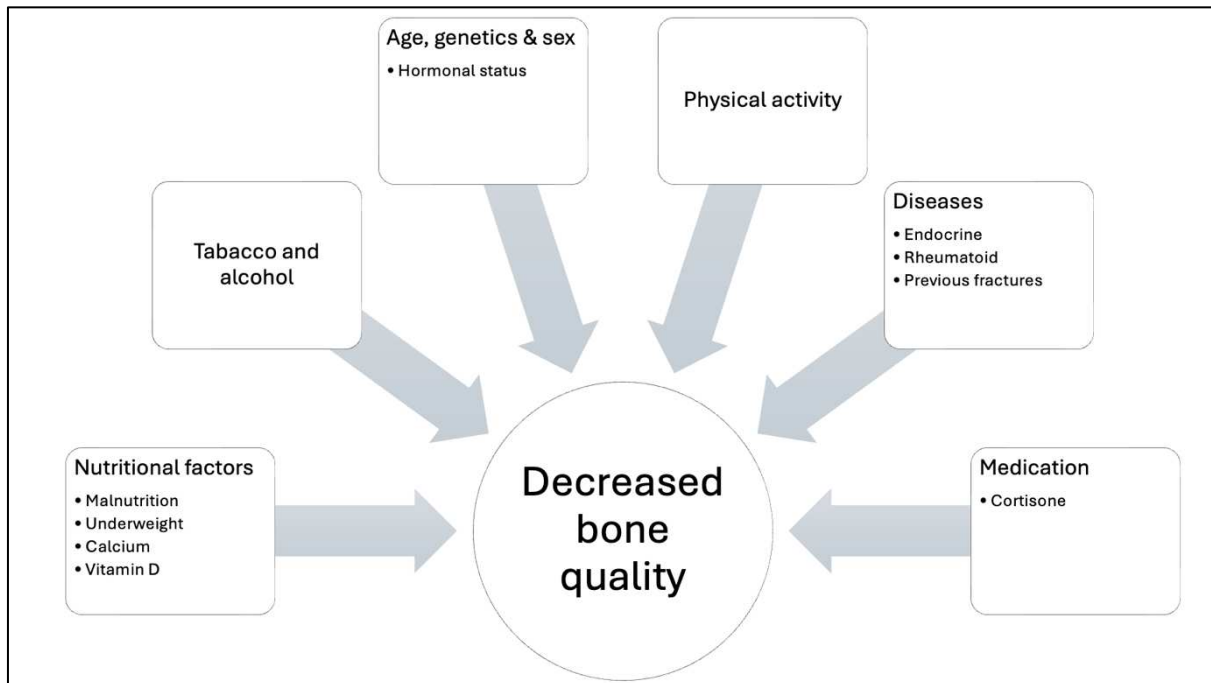 Age, genetics & sex
• Hormonal status
Physical activity
Tabacco and
alcohol
Diseases
• Endocrine
• Rheumatoid
• Previous fractures
Nutritional factors
• Malnutrition
• Underweight
• Calcium
• Vitamin D
Decreased
bone
quality
Medication
• Cortisone